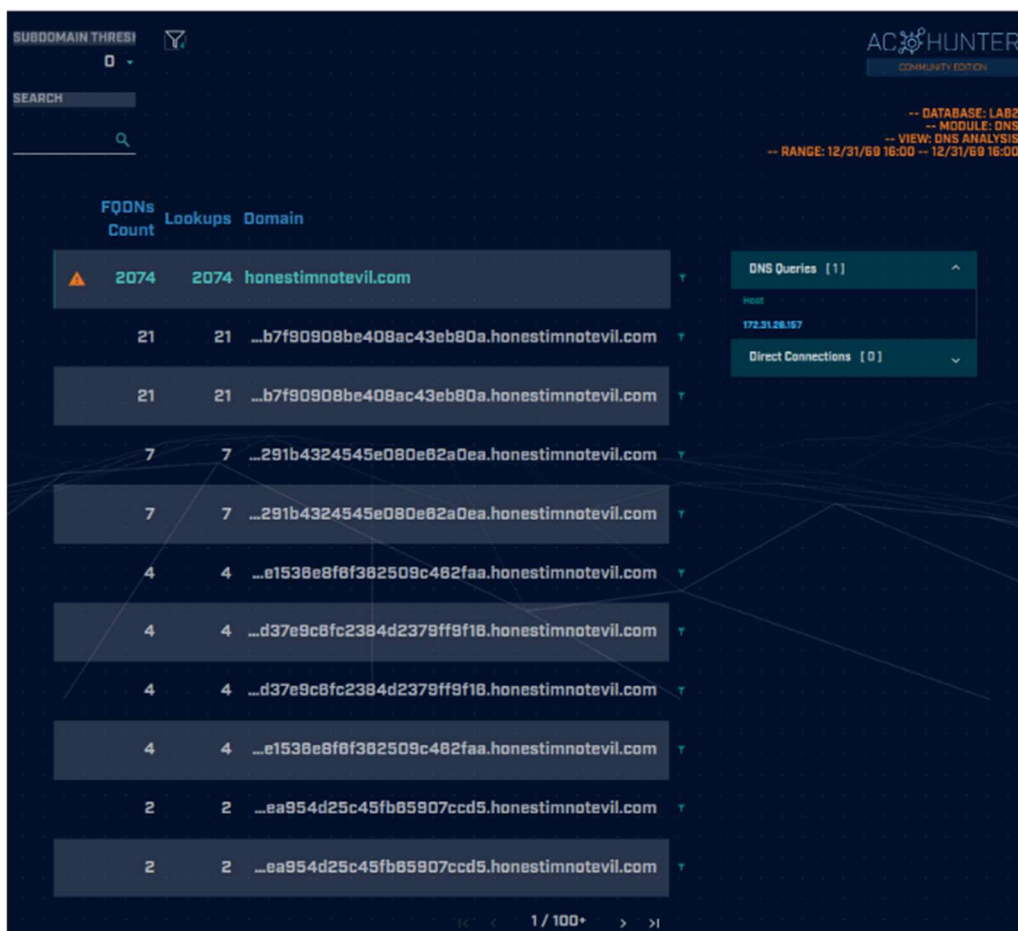 SUBDOMAIN THRESH
0
SEARCH
AC HUNTER
COMMUNITY EDITION
-- DATABASE: LAB2
-- MODULE: DNS
-- VIEW: DNS ANALYSIS
-- RANGE: 12/31/69 16:00 -- 12/31/69 16:00
FQDNs Count Lookups Domain
2074 2074 honestimnotevil.com
21 21 ...b7f90908be408ac43eb80a.honestimnotevil.com
21 21 ...b7f90908be408ac43eb80a.honestimnotevil.com
7 7 ...291b4324545e080e62a0ea.honestimnotevil.com
7 7 ...291b4324545e080e62a0ea.honestimnotevil.com
4 4 ...e1536e8f6f362509c462faa.honestimnotevil.com
4 4 ...d37e9c6fc2384d2379ff9f16.honestimnotevil.com
4 4 ...d37e9c6fc2384d2379ff9f16.honestimnotevil.com
4 4 ...e1536e8f6f362509c462faa.honestimnotevil.com
2 2 ...ea954d25c45fb65907ccd5.honestimnotevil.com
2 2 ...ea954d25c45fb65907ccd5.honestimnotevil.com
1 / 100+
DNS Queries [1]
Host
172.31.26.157
Direct Connections [0]